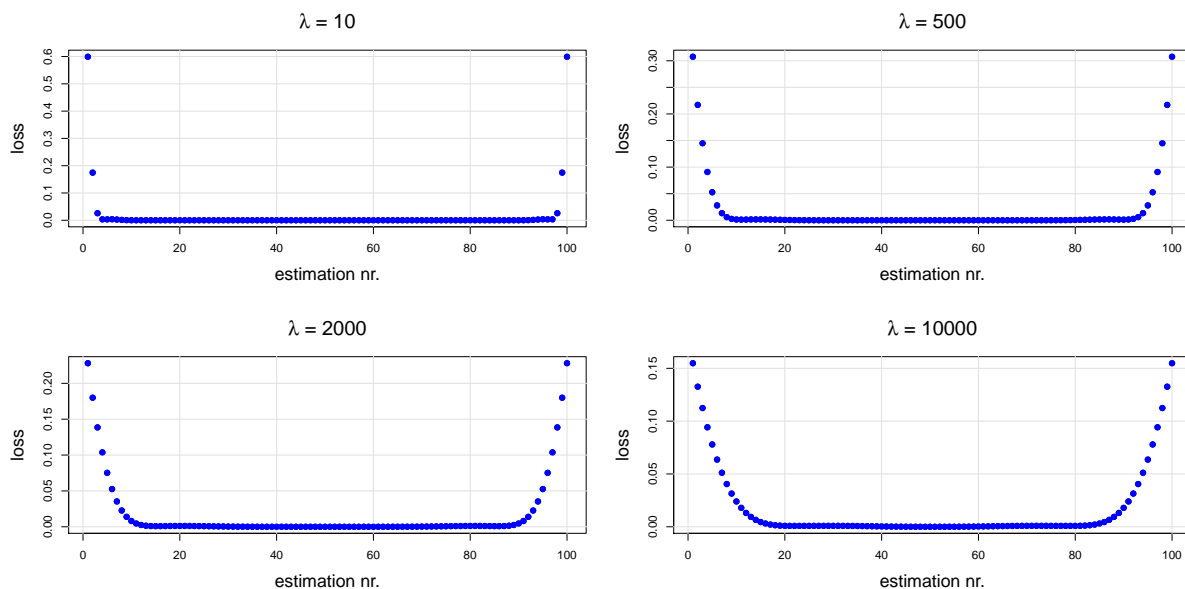 λ = 10
loss
0.0 0.1 0.2 0.3 0.4 0.5 0.6
0 20 40 60 80 100
estimation nr.
λ = 500
loss
0.00 0.10 0.20 0.30
0 20 40 60 80 100
estimation nr.
λ = 2000
loss
0.00 0.05 0.10 0.15 0.20
0 20 40 60 80 100
estimation nr.
λ = 10000
loss
0.00 0.05 0.10 0.15
0 20 40 60 80 100
estimation nr.